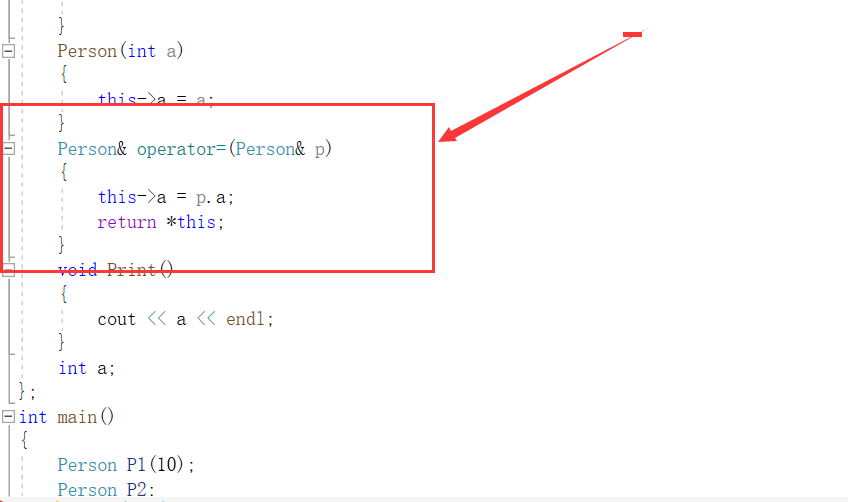 }
Person(int a)
{
this->a = a;
}
Person& operator=(Person& p)
{
this->a = p.a;
return *this;
}
void Print()
{
cout << a << endl;
}
int a;
};
int main()
{
Person P1(10);
Person P2;